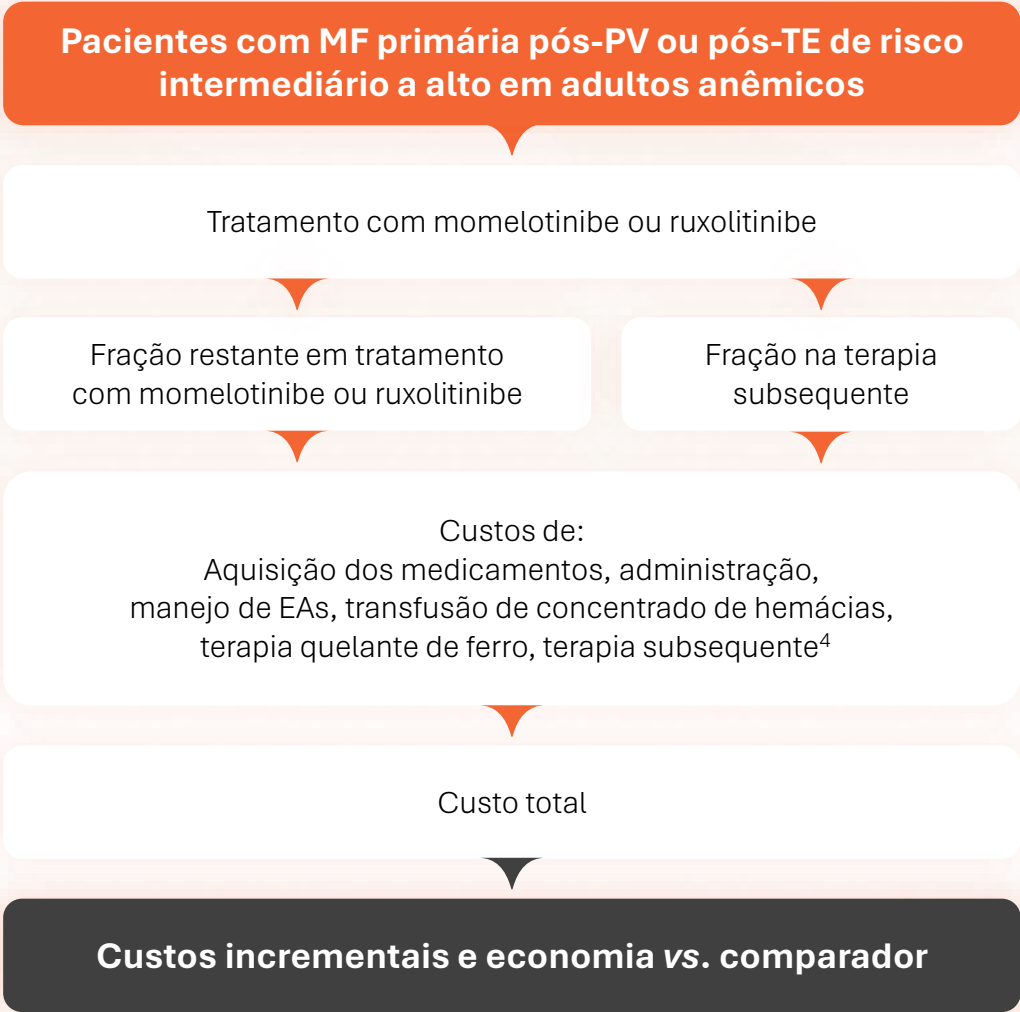 Pacientes com MF primária pós-PV ou pós-TE de risco
intermediário a alto em adultos anêmicos
Tratamento com momelotinibe ou ruxolitinibe
Fração restante em tratamento
com momelotinibe ou ruxolitinibe
Fração na terapia
subsequente
Custos de:
Aquisição dos medicamentos, administração,
manejo de EAs, transfusão de concentrado de hemácias,
terapia quelante de ferro, terapia subsequente⁴
Custo total
Custos incrementais e economia vs. comparador